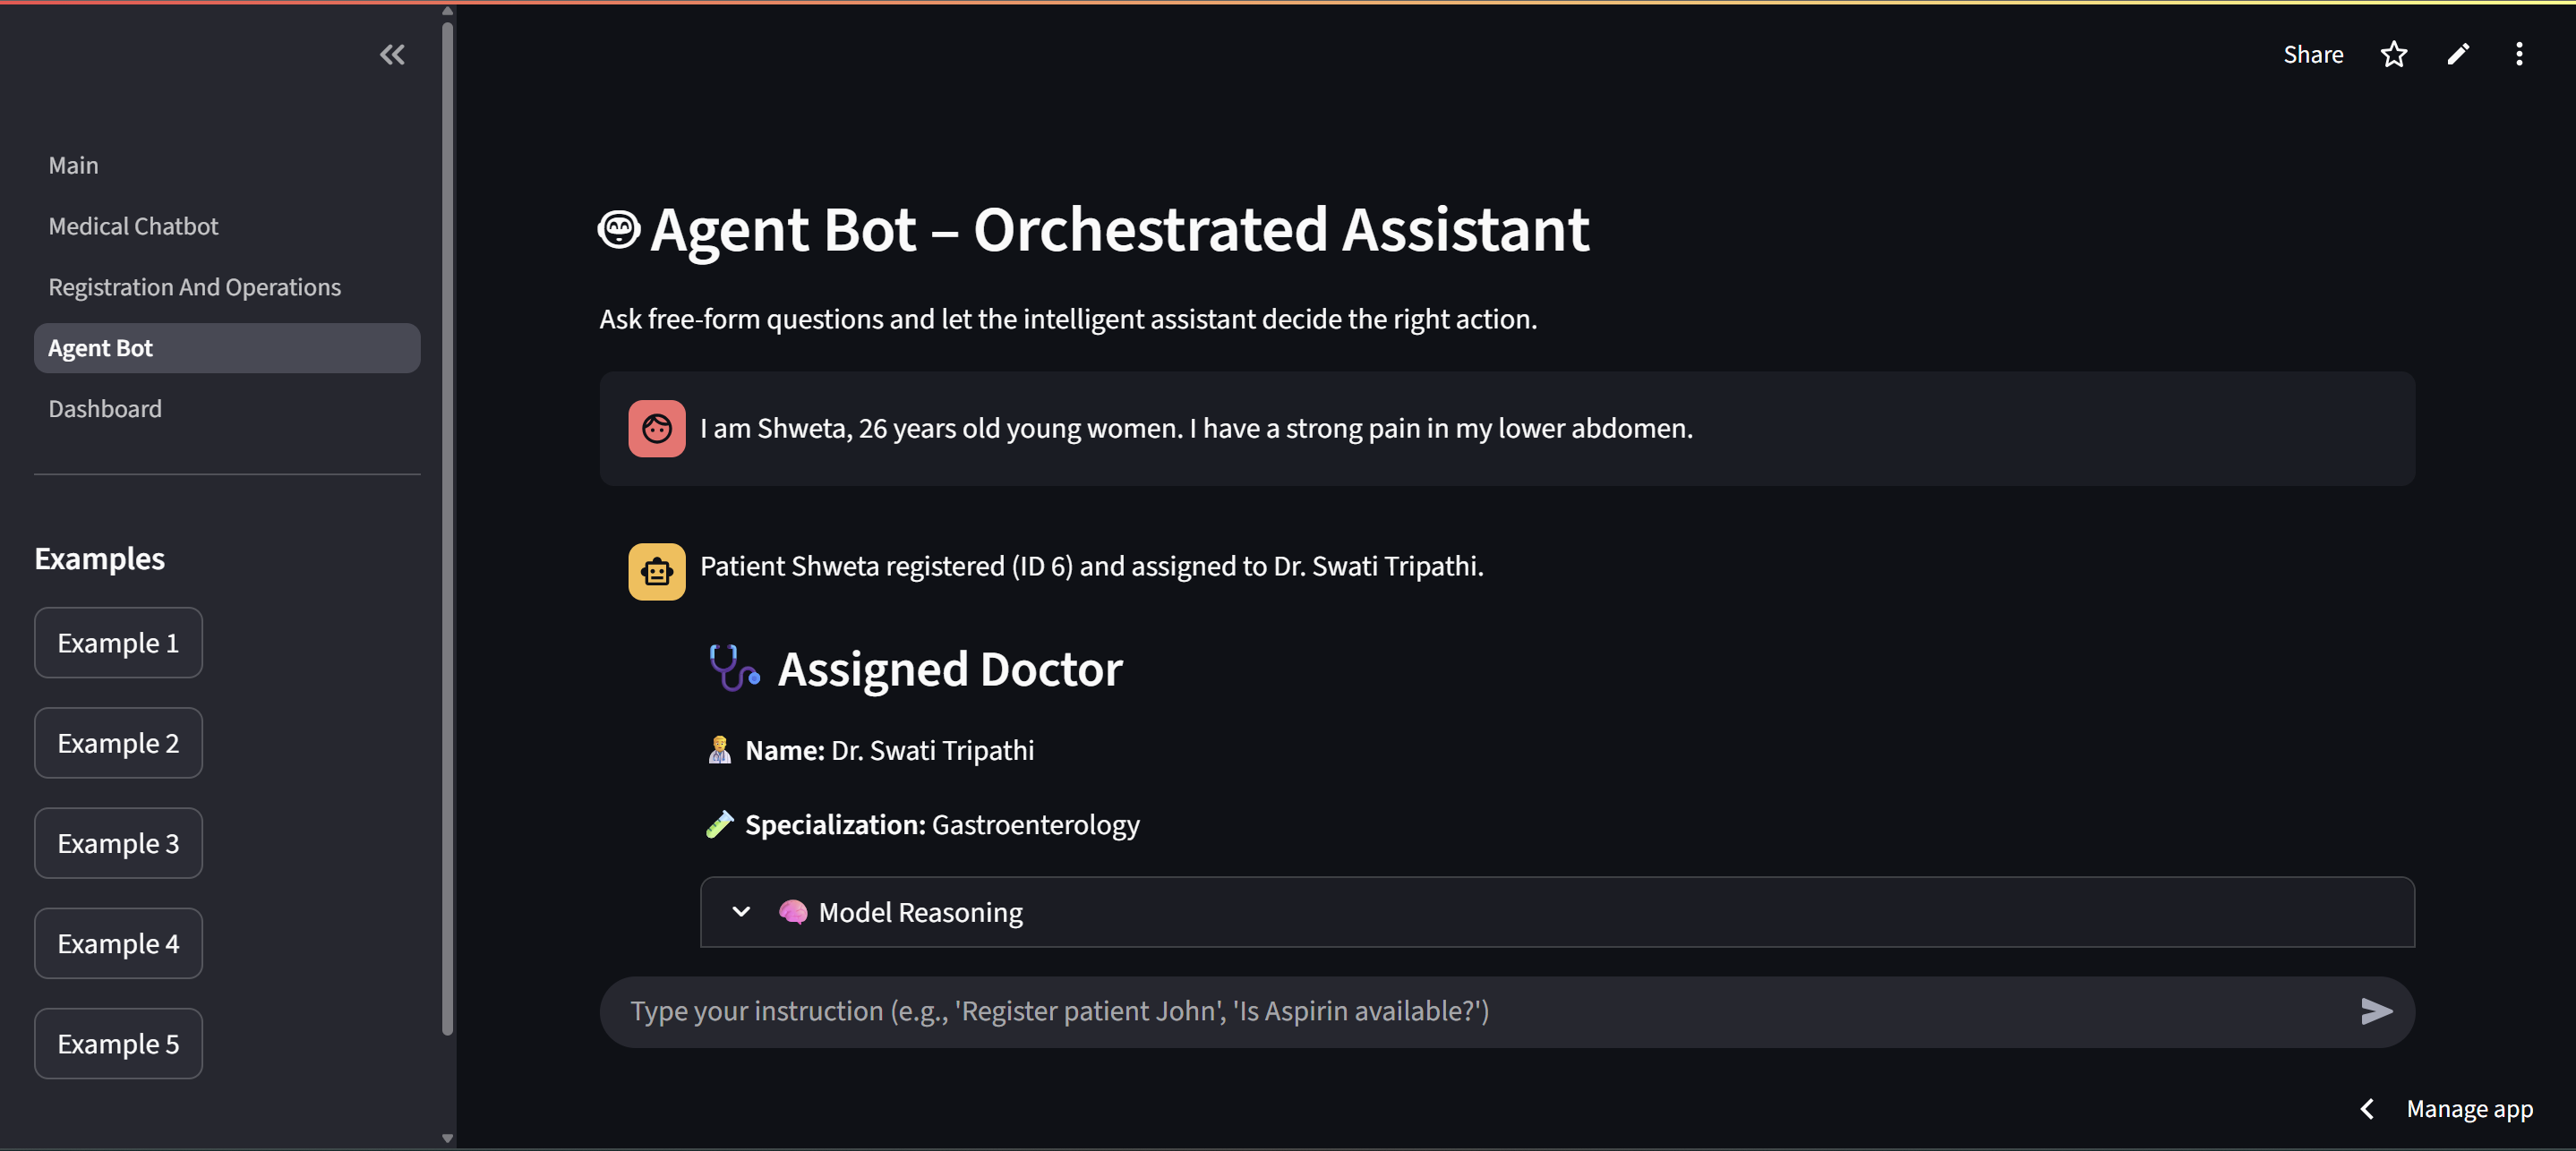 Share
Main
Medical Chatbot
Registration And Operations
Agent Bot
Dashboard
Examples
Example 1
Example 2
Example 3
Example 4
Example 5
Agent Bot – Orchestrated Assistant
Ask free-form questions and let the intelligent assistant decide the right action.
I am Shweta, 26 years old young women. I have a strong pain in my lower abdomen.
Patient Shweta registered (ID 6) and assigned to Dr. Swati Tripathi.
Assigned Doctor
Name: Dr. Swati Tripathi
Specialization: Gastroenterology
Model Reasoning
Type your instruction (e.g., 'Register patient John', 'Is Aspirin available?')
Manage app